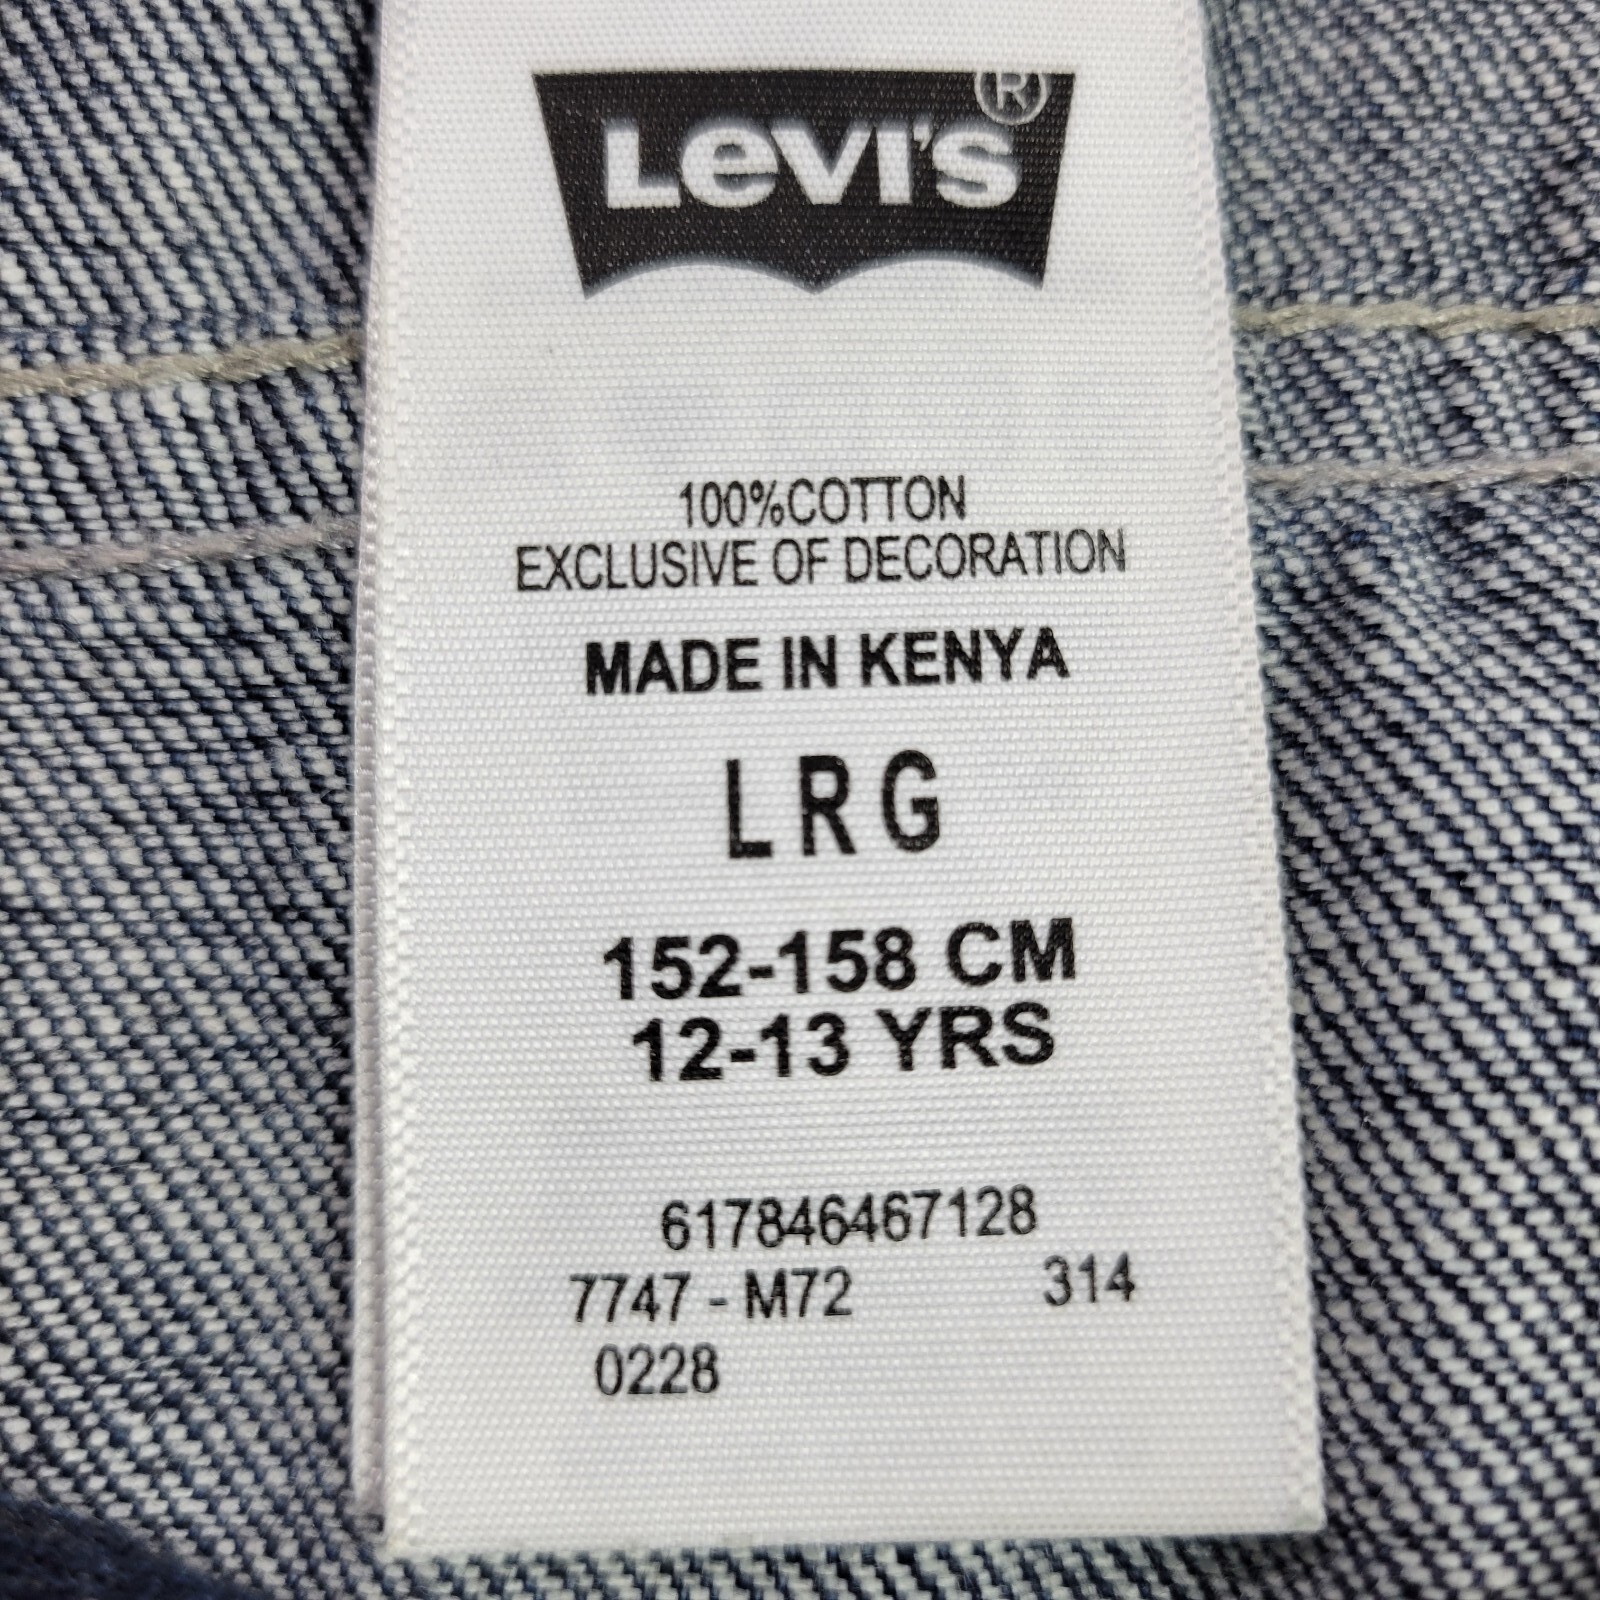 Levi's®
100%COTTON
EXCLUSIVE OF DECORATION
MADE IN KENYA
LRG
152-158 CM
12-13 YRS
617846467128
7747 - M72 314
0228